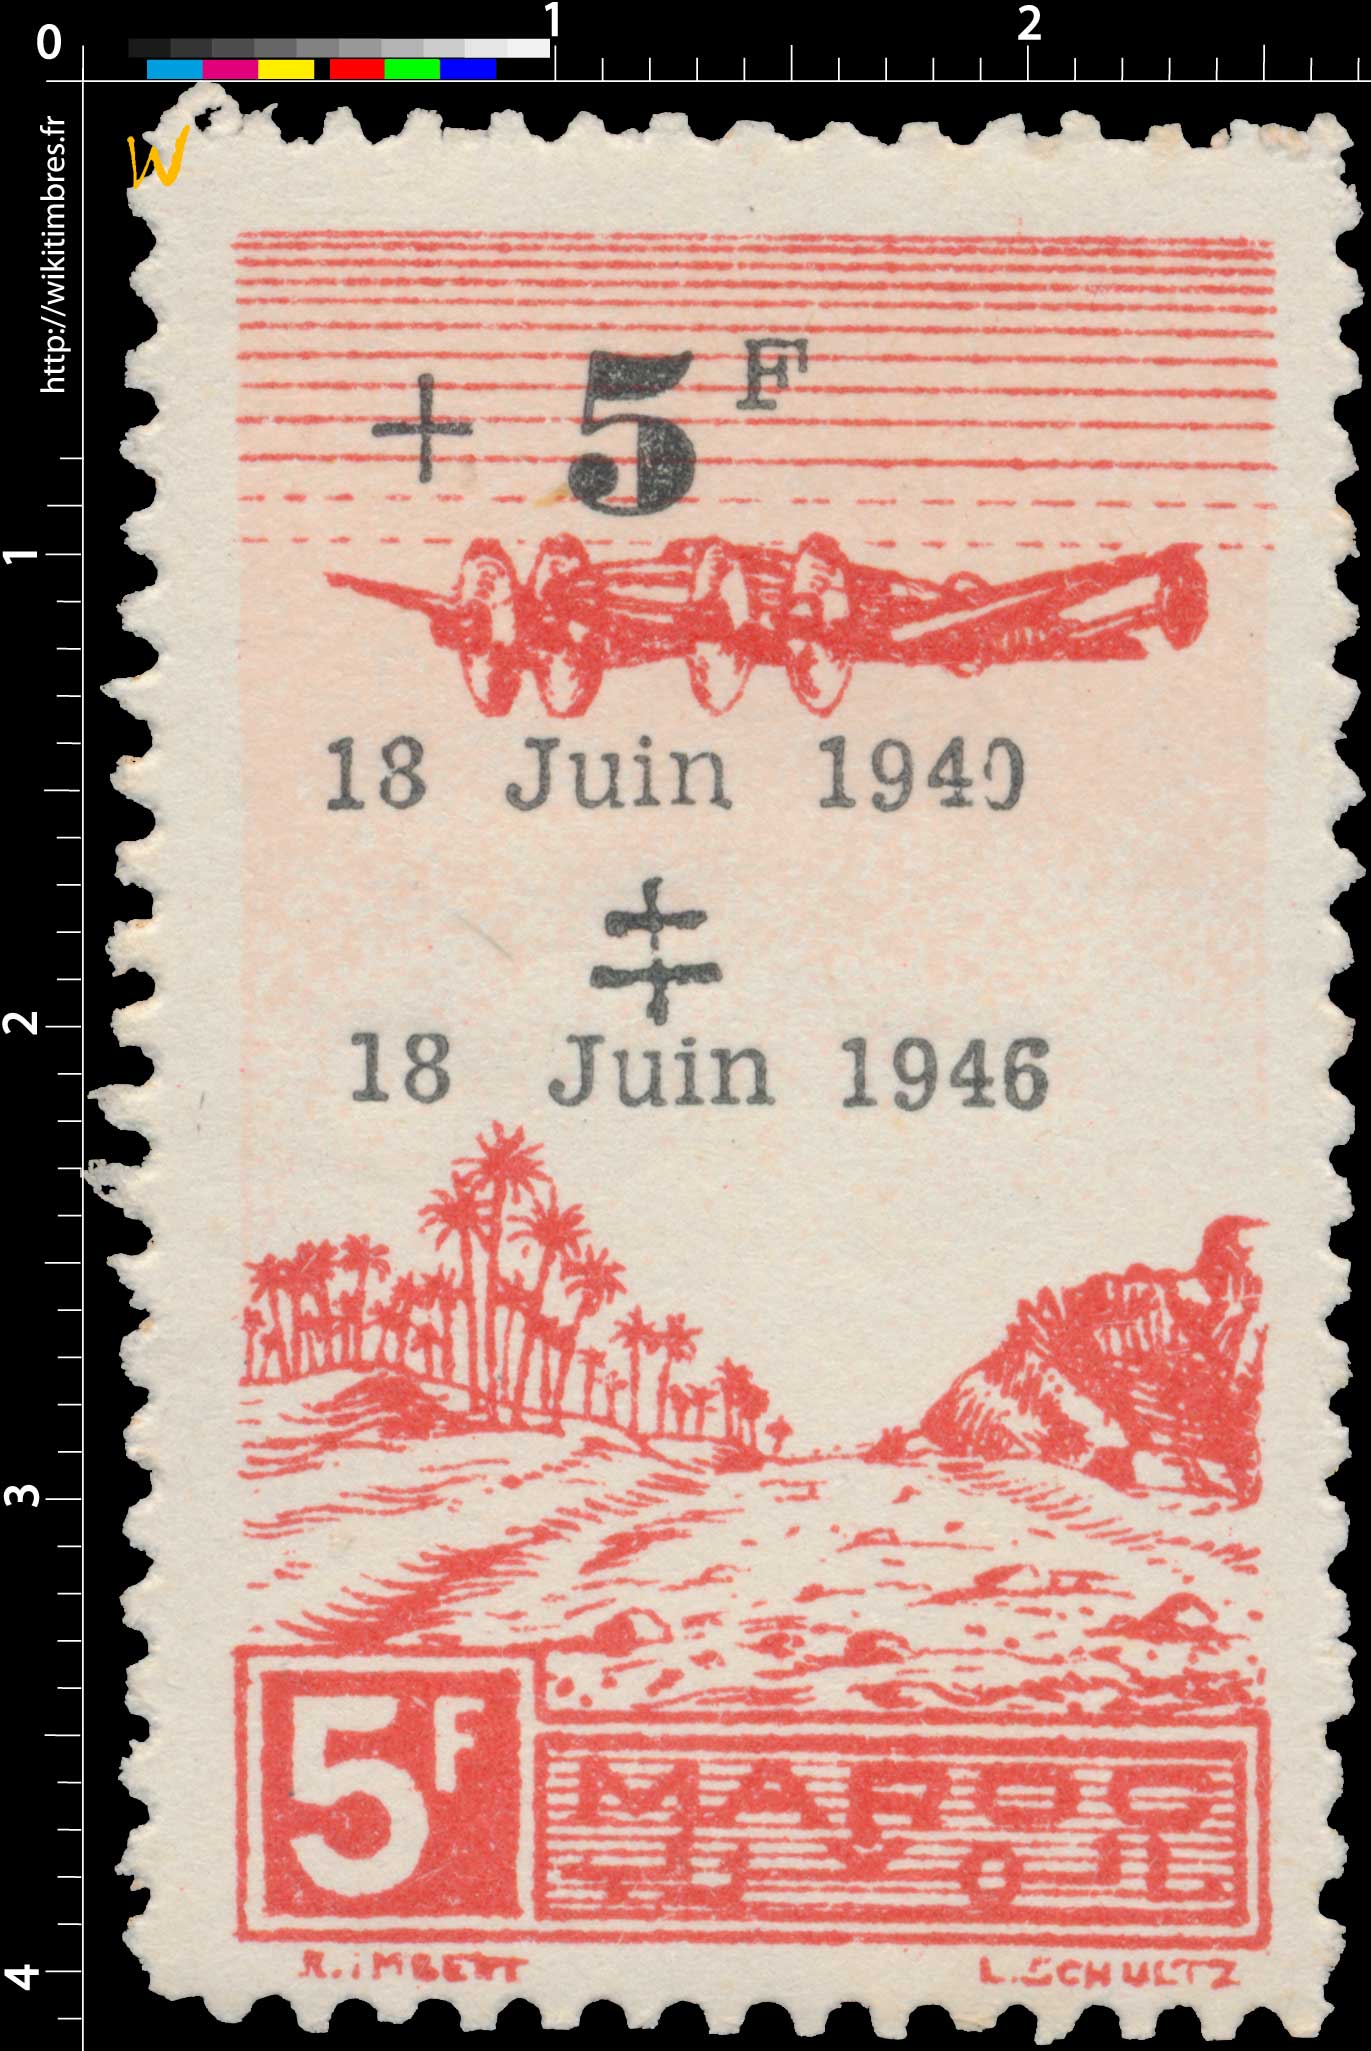 0 1 2
http://wikitimbres.fr
W
+ 5F
18 Juin 1940
1
18 Juin 1946
2
3
5F
MAROC
R. iMBERT L. SCHULTZ
4